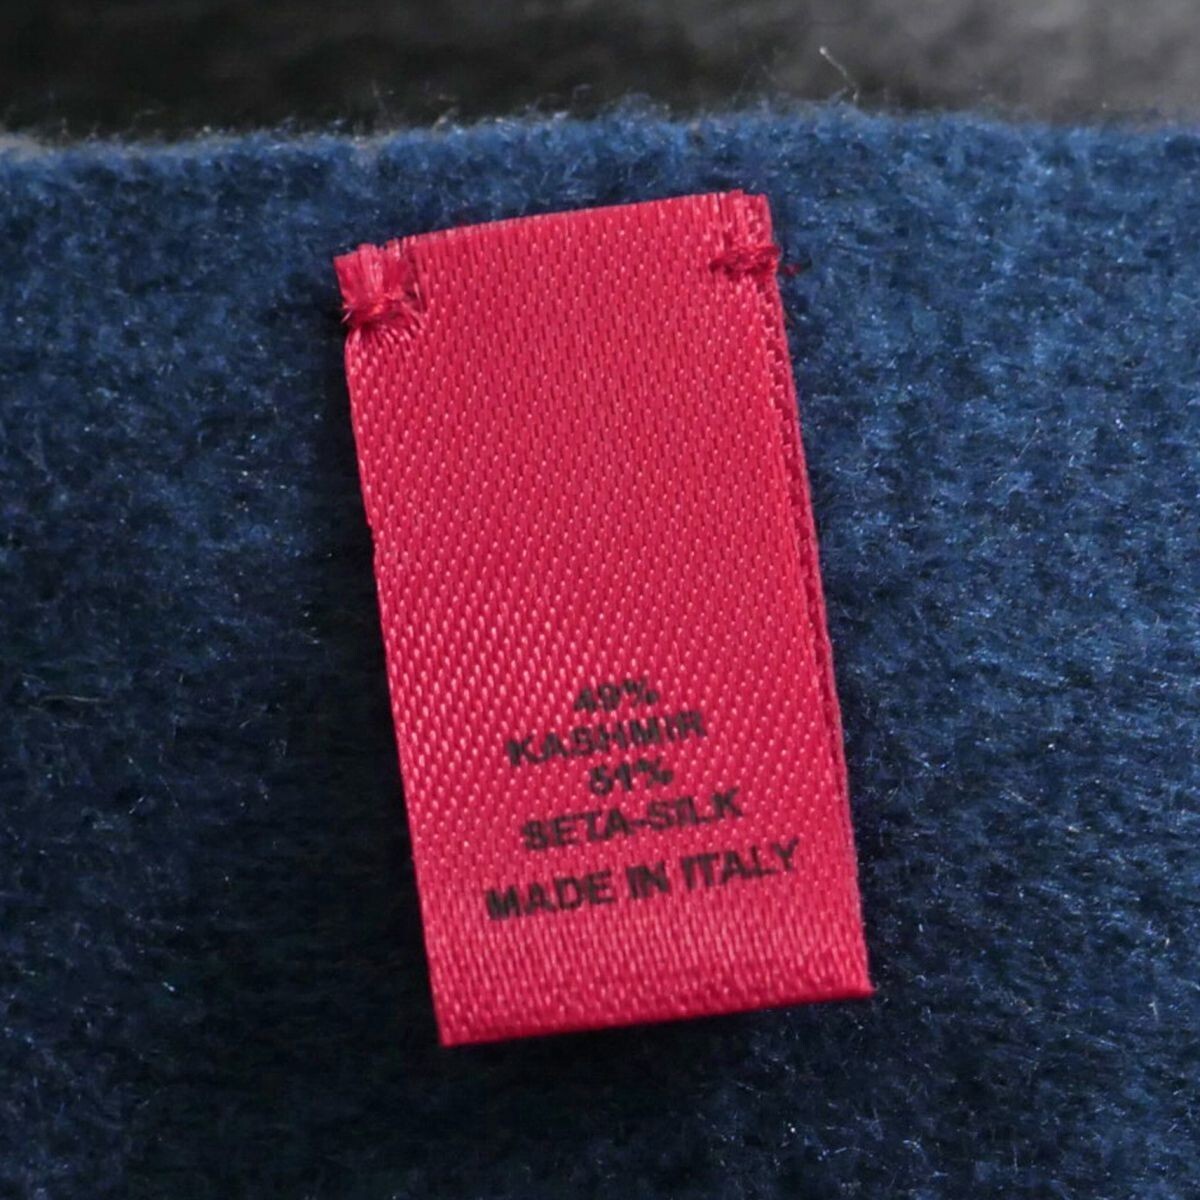 49%
KASHMIR
51%
SETA-SILK
MADE IN ITALY